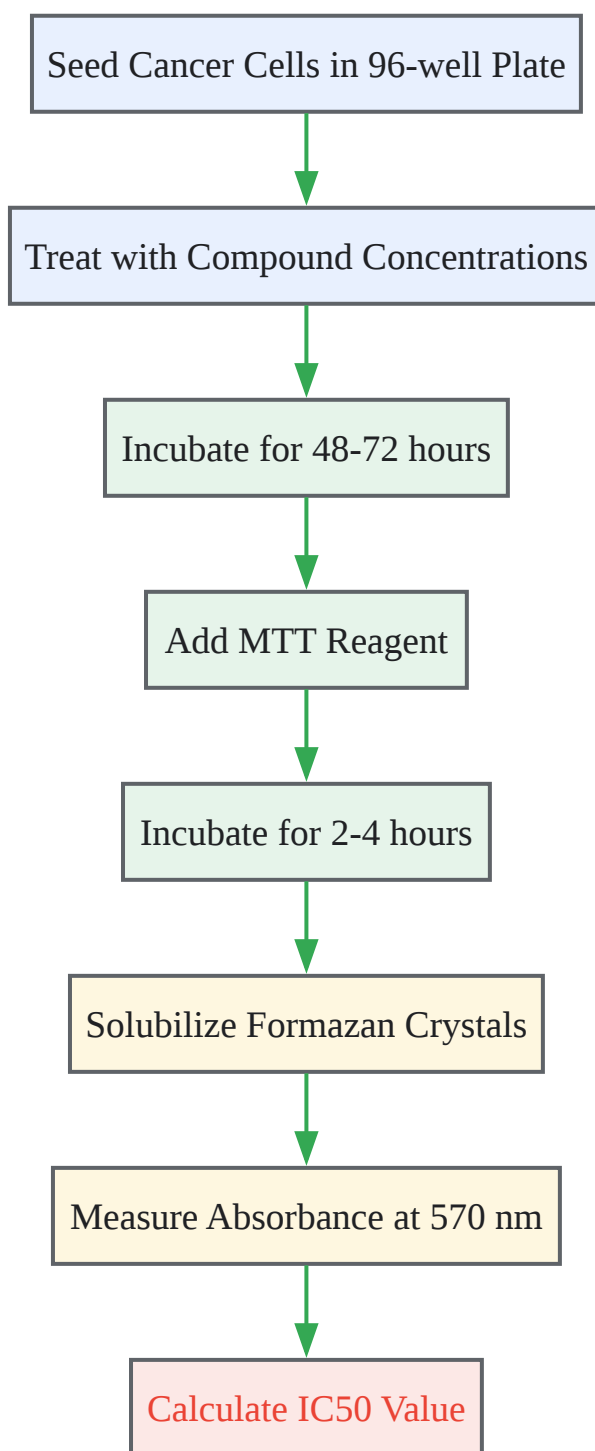 Seed Cancer Cells in 96-well Plate
Treat with Compound Concentrations
Incubate for 48-72 hours
Add MTT Reagent
Incubate for 2-4 hours
Solubilize Formazan Crystals
Measure Absorbance at 570 nm
Calculate IC50 Value